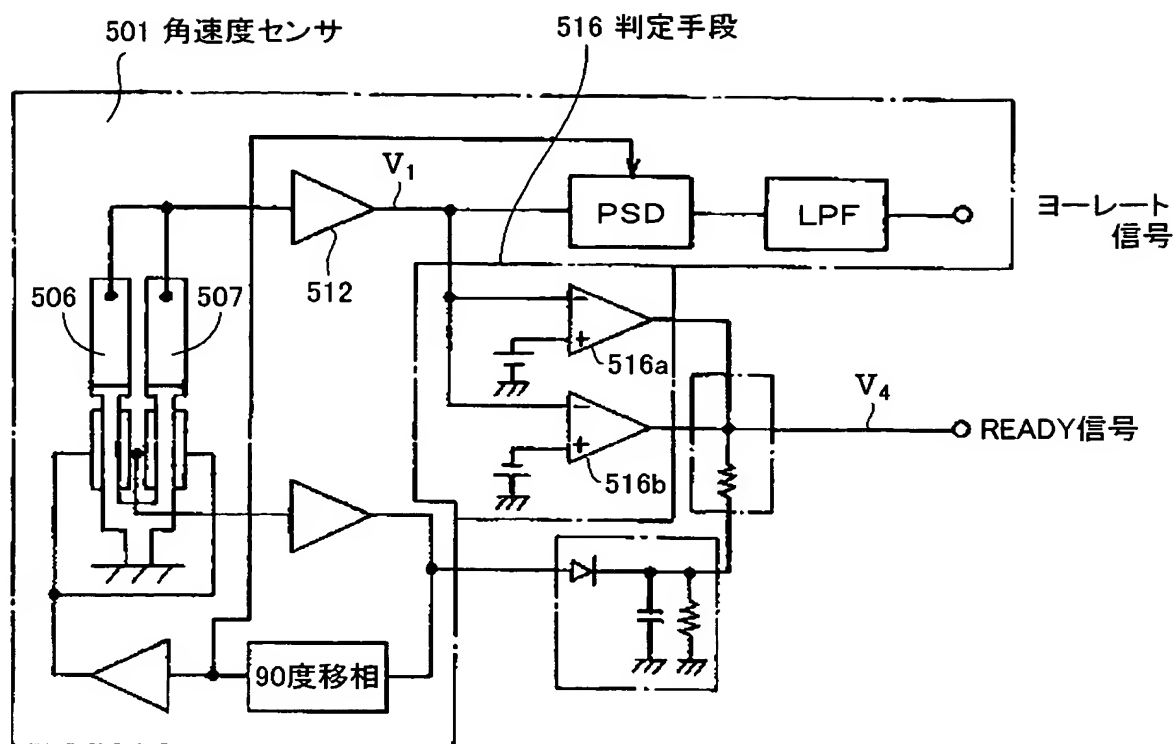 501 角速度センサ
516 判定手段
V₁
PSD
LPF
ヨーレート
信号
512
506
507
−
+
516a
−
+
516b
V₄
READY信号
90度移相